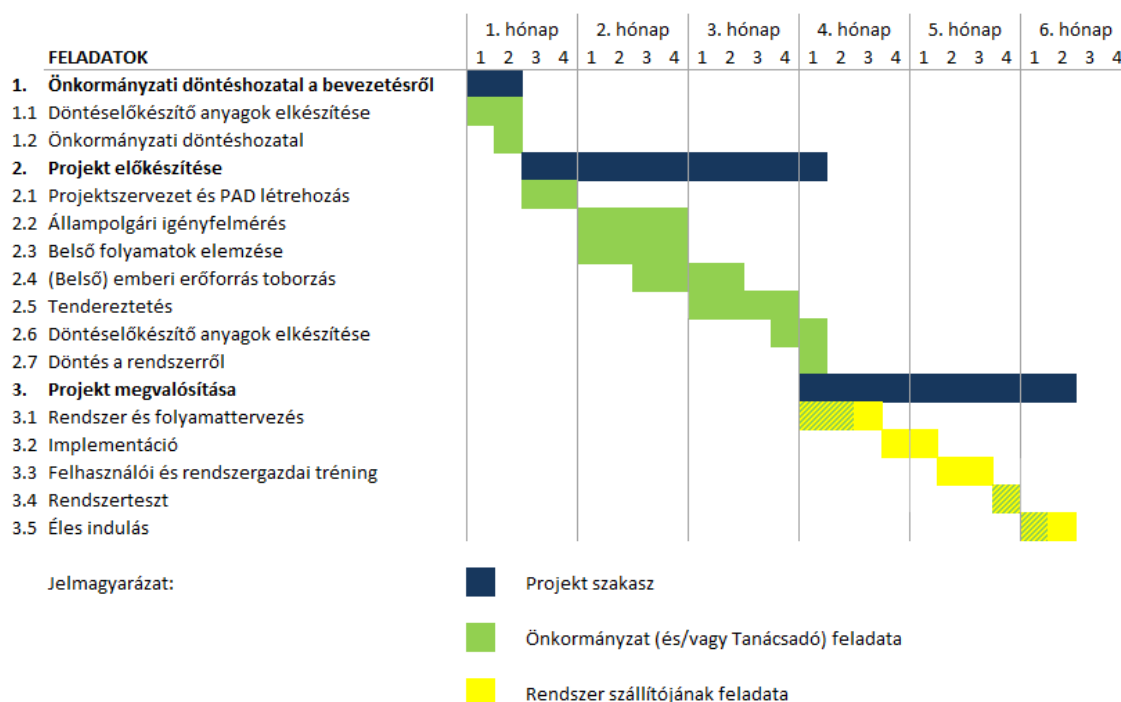 1. hónap 2. hónap 3. hónap 4. hónap 5. hónap 6. hónap
FELADATOK 1 2 3 4 1 2 3 4 1 2 3 4 1 2 3 4 1 2 3 4 1 2 3 4
1. Önkormányzati döntéshozatal a bevezetésről
1.1 Döntéselőkészítő anyagok elkészítése
1.2 Önkormányzati döntéshozatal
2. Projekt előkészítése
2.1 Projektszervezet és PAD létrehozás
2.2 Állampolgári igényfelmérés
2.3 Belső folyamatok elemzése
2.4 (Belső) emberi erőforrás toborzás
2.5 Tendereztetés
2.6 Döntéselőkészítő anyagok elkészítése
2.7 Döntés a rendszerről
3. Projekt megvalósítása
3.1 Rendszer és folyamattervezés
3.2 Implementáció
3.3 Felhasználói és rendszergazdai tréning
3.4 Rendszerteszt
3.5 Éles indulás
Jelmagyarázat: Projekt szakasz
Önkormányzat (és/vagy Tanácsadó) feladata
Rendszer szállítójának feladata